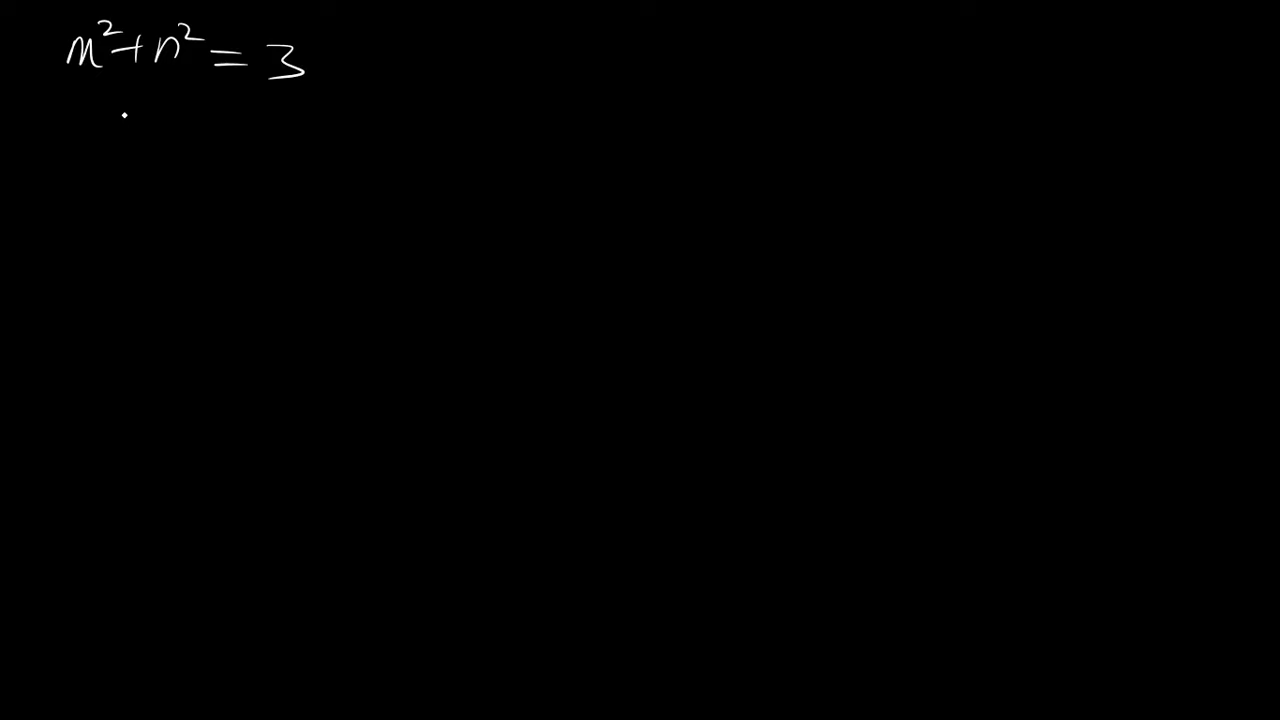 m²+n² = 3